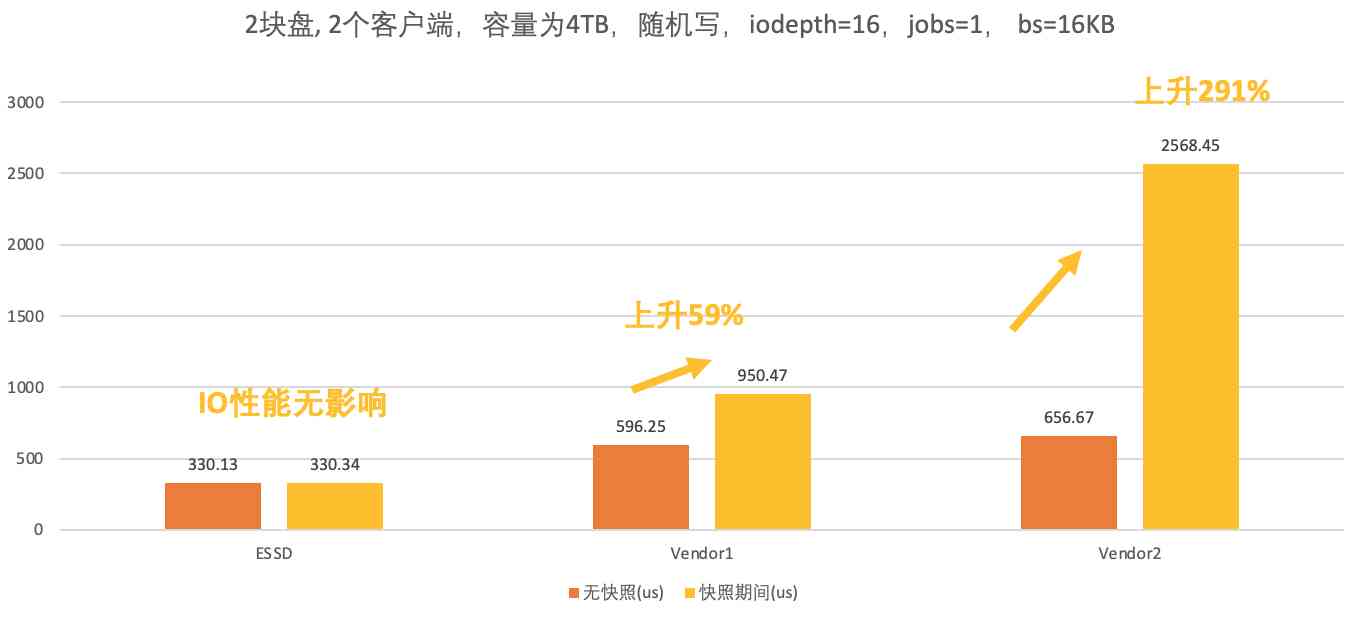 2块盘, 2个客户端，容量为4TB，随机写，iodepth=16，jobs=1， bs=16KB
上升291%
3000
2568.45
2500
2000
上升59%
1500
1000
950.47
IO性能无影响
596.25
656.67
500
330.13
330.34
0
ESSD
Vendor1
Vendor2
无快照(us)
快照期间(us)